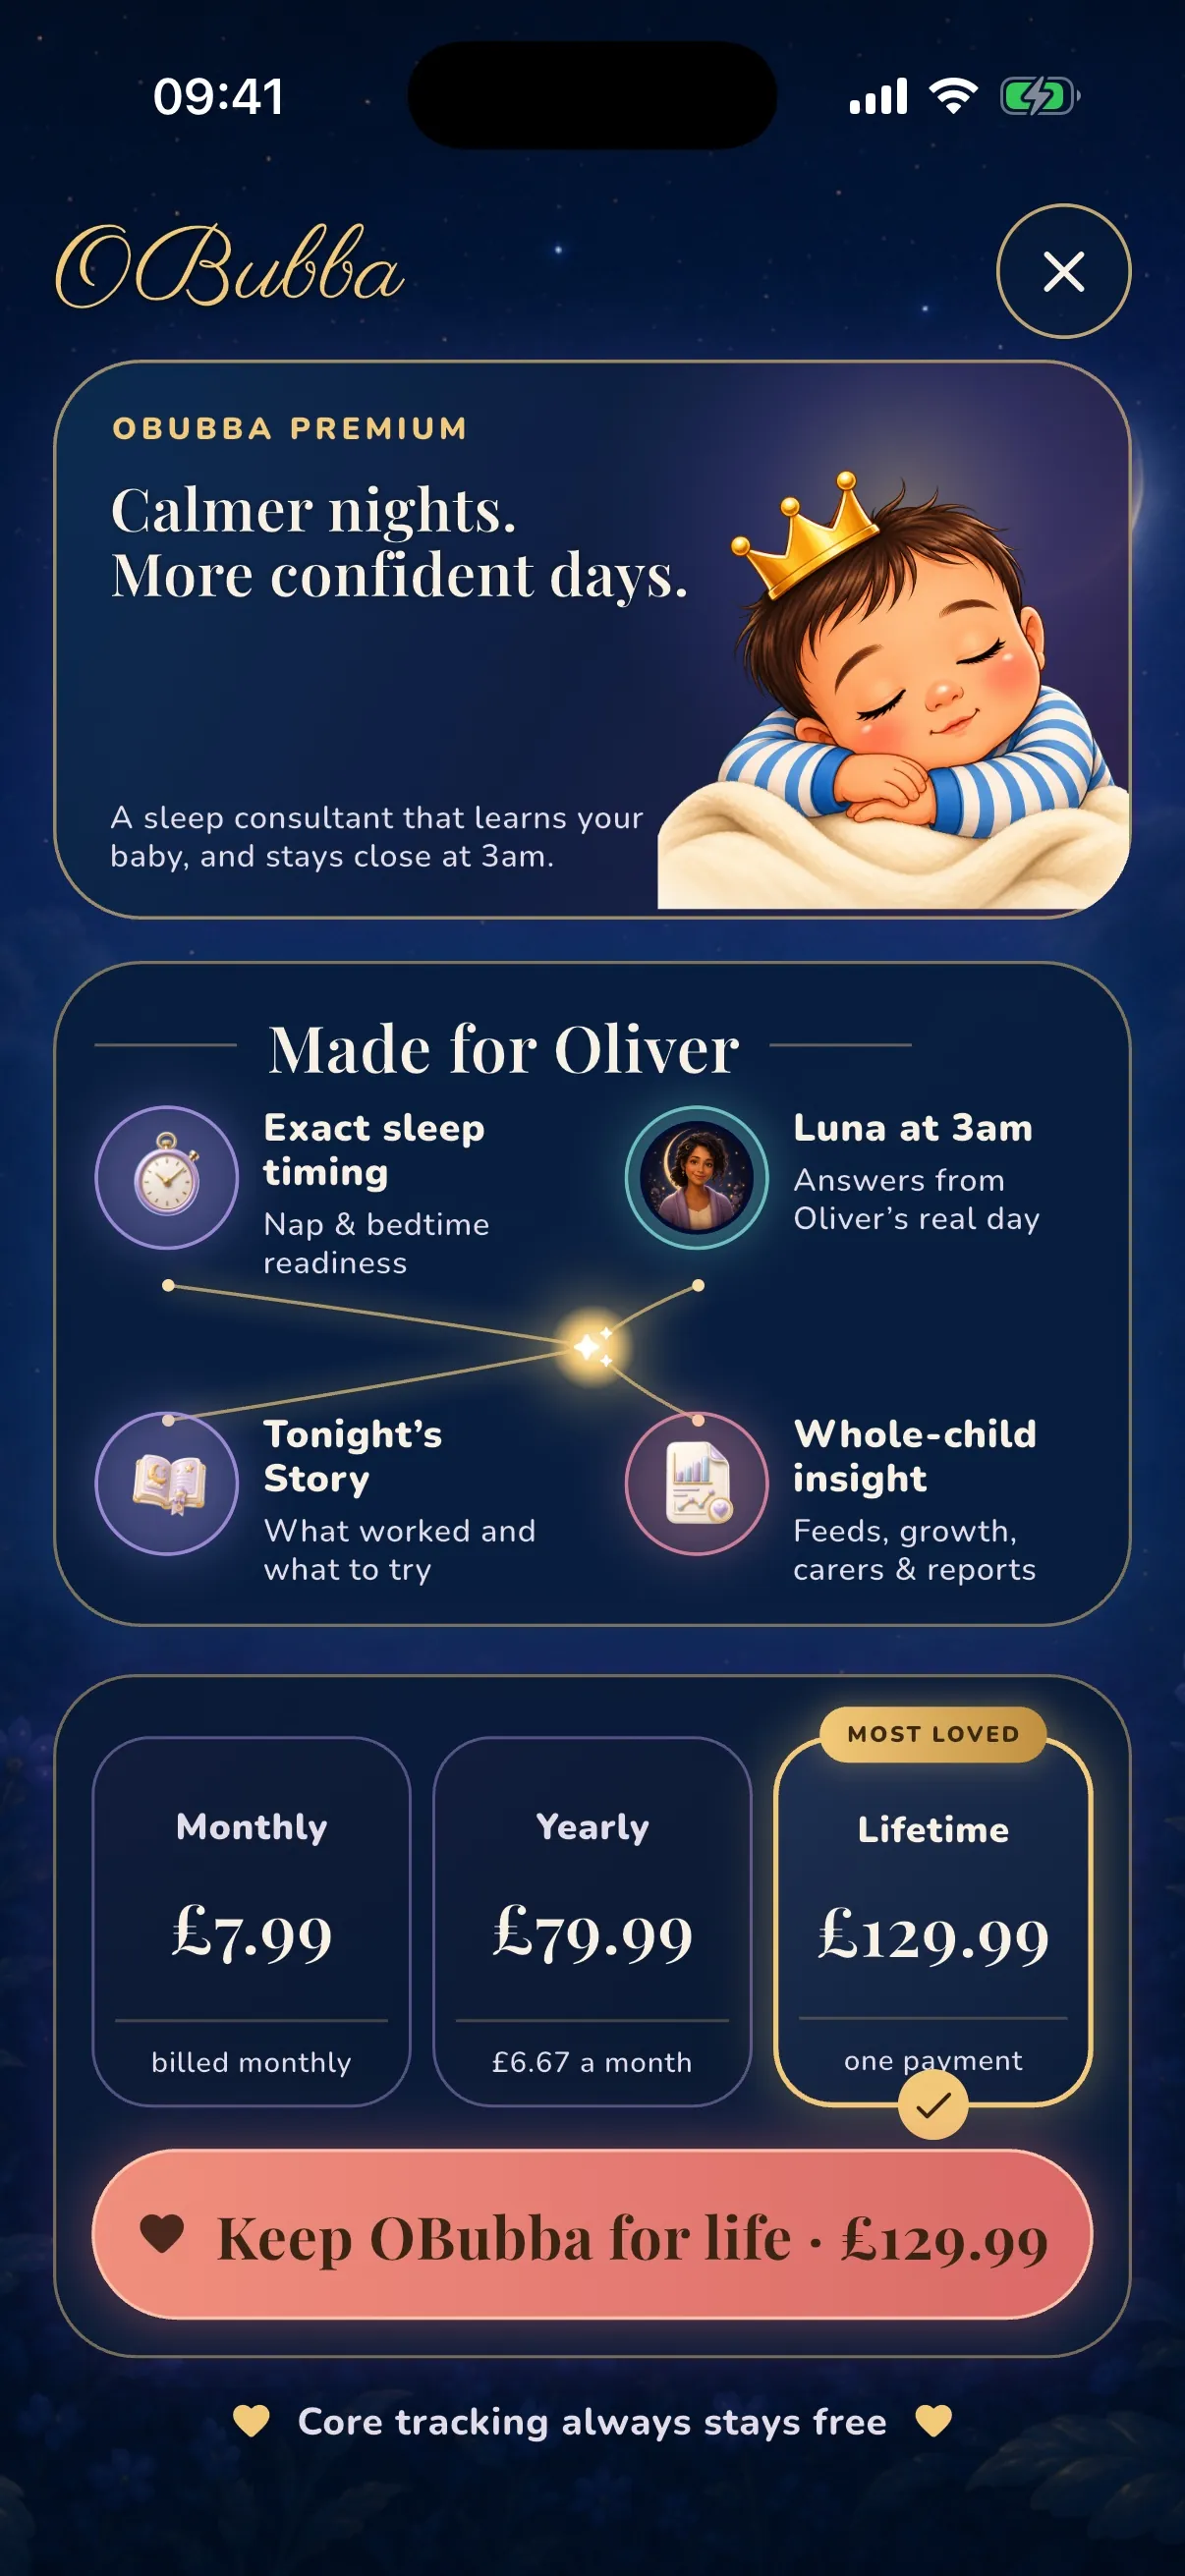 09:41
OBubba
OBUBBA PREMIUM
Calmer nights.
More confident days.
A sleep consultant that learns your
baby, and stays close at 3am.
Made for Oliver
Exact sleep
timing
Nap & bedtime
readiness
Luna at 3am
Answers from
Oliver’s real day
Tonight’s
Story
What worked and
what to try
Whole-child
insight
Feeds, growth,
carers & reports
Monthly
£7.99
billed monthly
Yearly
£79.99
£6.67 a month
MOST LOVED
Lifetime
£129.99
one payment
Keep OBubba for life · £129.99
Core tracking always stays free